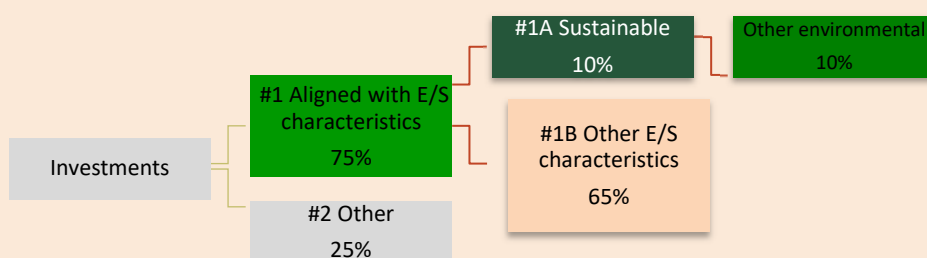 #1A Sustainable
10%
Other environmental
10%
#1 Aligned with E/S
characteristics
75%
#1B Other E/S
characteristics
65%
Investments
#2 Other
25%